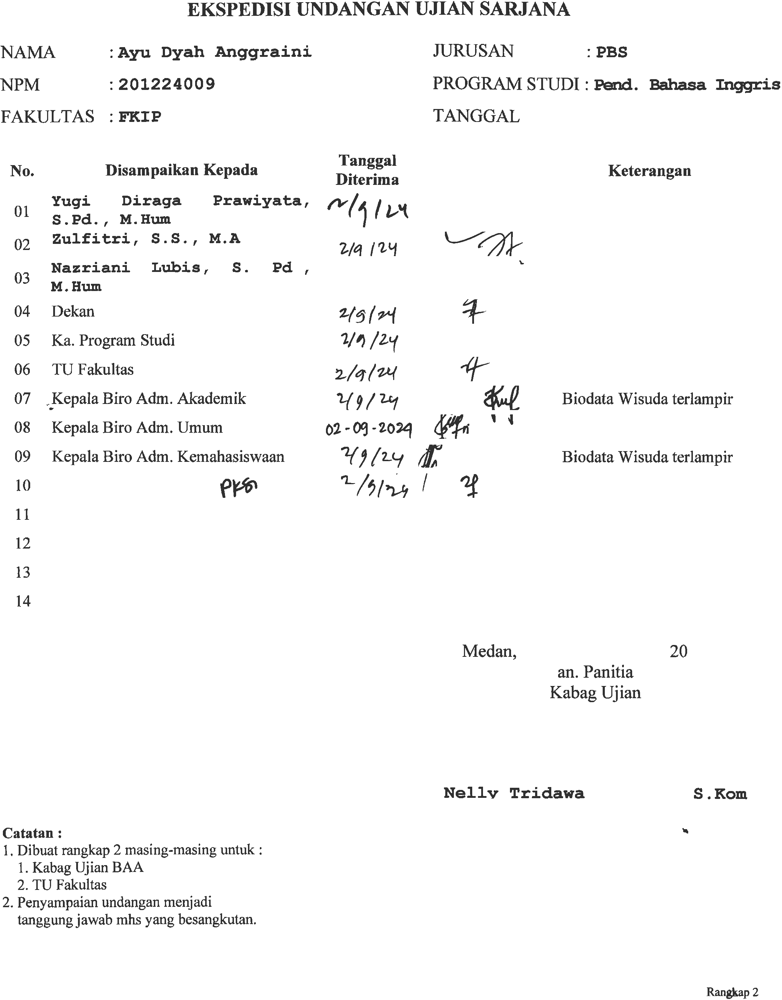 EKSPEDISI UNDANGAN UJIAN SARJANA
NAMA : Ayu Dyah Anggraini JURUSAN : PBS
NPM : 201224009 PROGRAM STUDI : Pend. Bahasa Inggris
FAKULTAS : FKIP TANGGAL
No. Disampaikan Kepada Tanggal Diterima Keterangan
01 Yugi Diraga Prawiyata, S.Pd., M.Hum 2/9/24
02 Zulfitri, S.S., M.A 2/9/24
03 Nazriani Lubis, S. Pd , M.Hum
04 Dekan 2/9/24
05 Ka. Program Studi 2/9/24
06 TU Fakultas 2/9/24
07 Kepala Biro Adm. Akademik 2/9/24 Biodata Wisuda terlampir
08 Kepala Biro Adm. Umum 02-09-2024
09 Kepala Biro Adm. Kemahasiswaan 2/9/24 Biodata Wisuda terlampir
10 2/9/24
11
12
13
14
Medan, 20
an. Panitia
Kabag Ujian
Nelly Tridawa S.Kom
Catatan :
1. Dibuat rangkap 2 masing-masing untuk :
1. Kabag Ujian BAA
2. TU Fakultas
2. Penyampaian undangan menjadi
tanggung jawab mhs yang besangkutan.
Rangkap 2